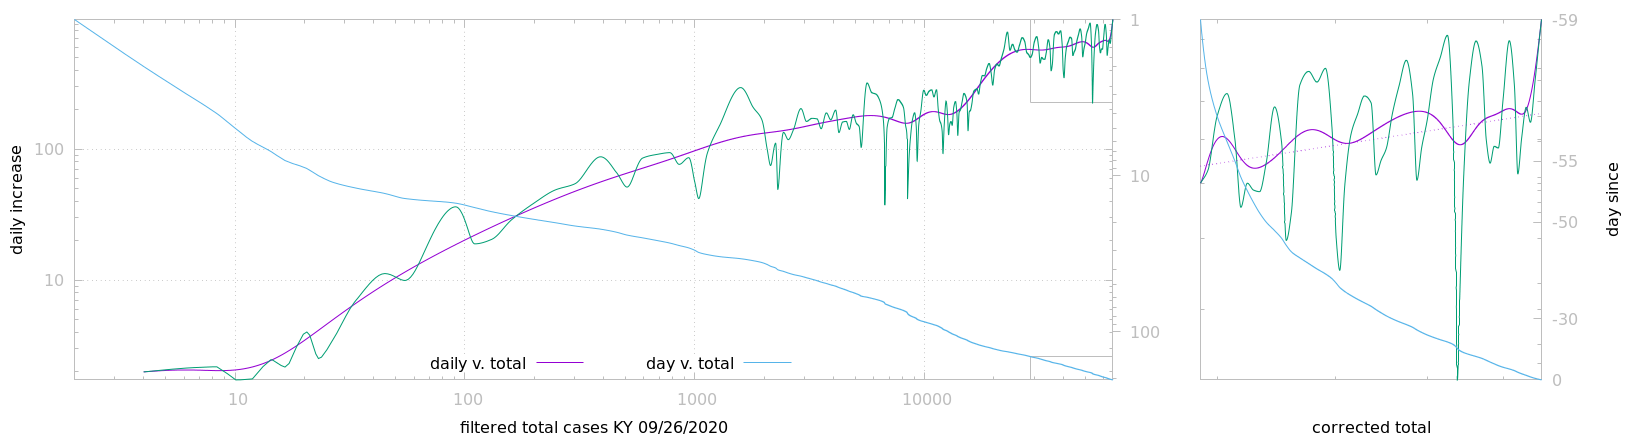 1
-59
daily increase
100
10
-55
-50
day since
10
100
-30
daily v. total
day v. total
0
10
100
1000
10000
filtered total cases KY 09/26/2020
corrected total